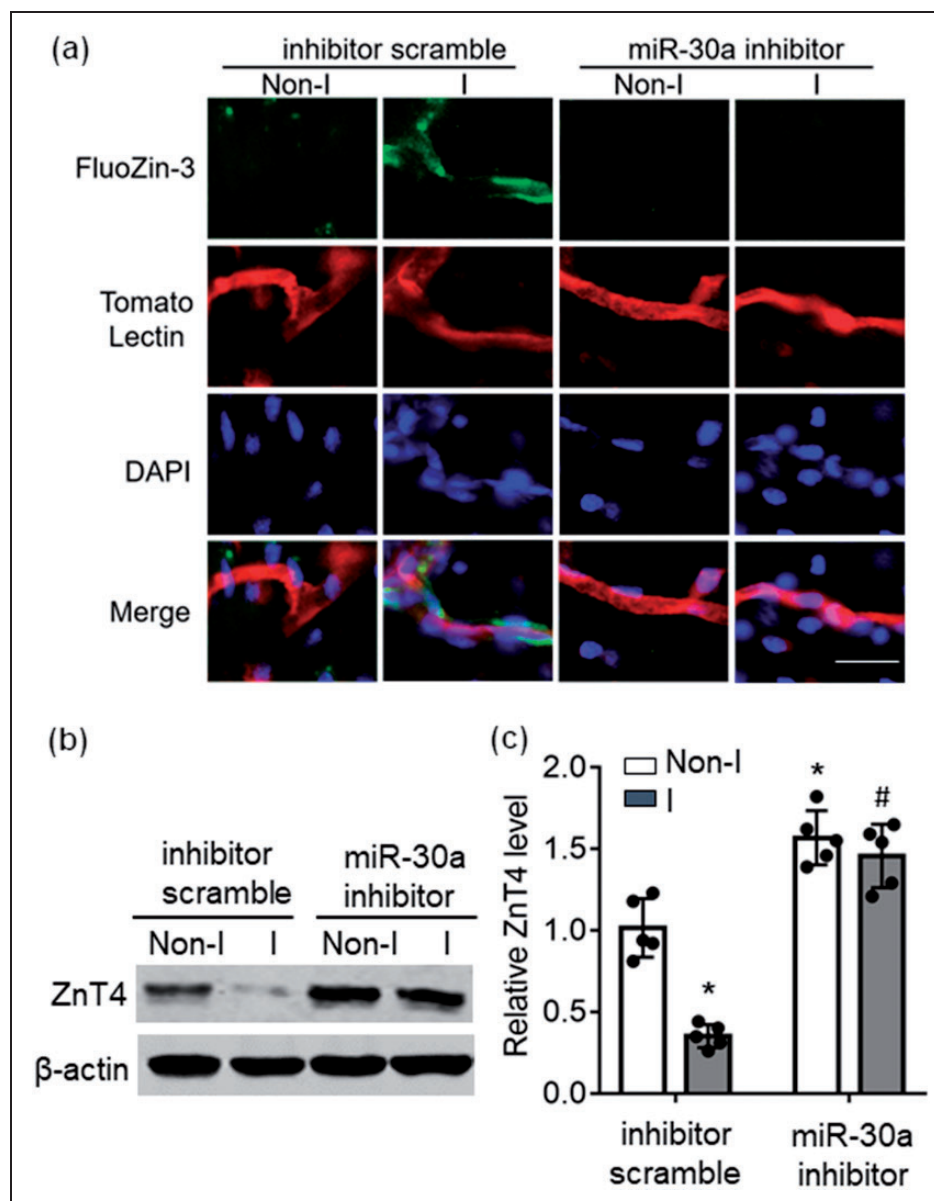 (a)
inhibitor scramble
miR-30a inhibitor
Non-I
I
Non-I
I
FluoZin-3
Tomato
Lectin
DAPI
Merge
(b)
inhibitor
scramble
miR-30a
inhibitor
Non-I
I
Non-I
I
ZnT4
β-actin
(c)
Non-I
I
Relative ZnT4 level
2.0
1.5
1.0
0.5
0.0
*
*
#
inhibitor
scramble
miR-30a
inhibitor